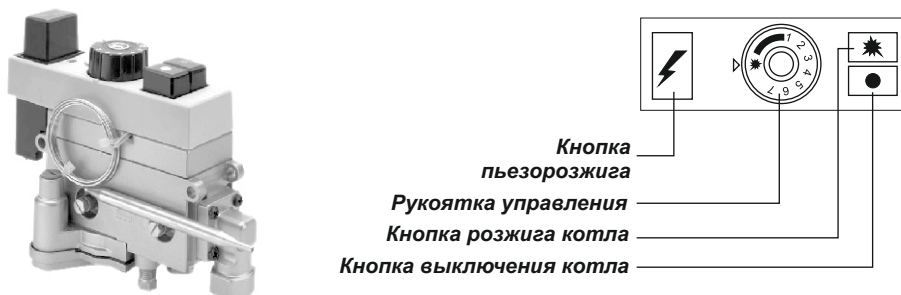 1 2 3 4 5 6 7
Кнопка
пьезорозжига
Рукоятка управления
Кнопка розжига котла
Кнопка выключения котла